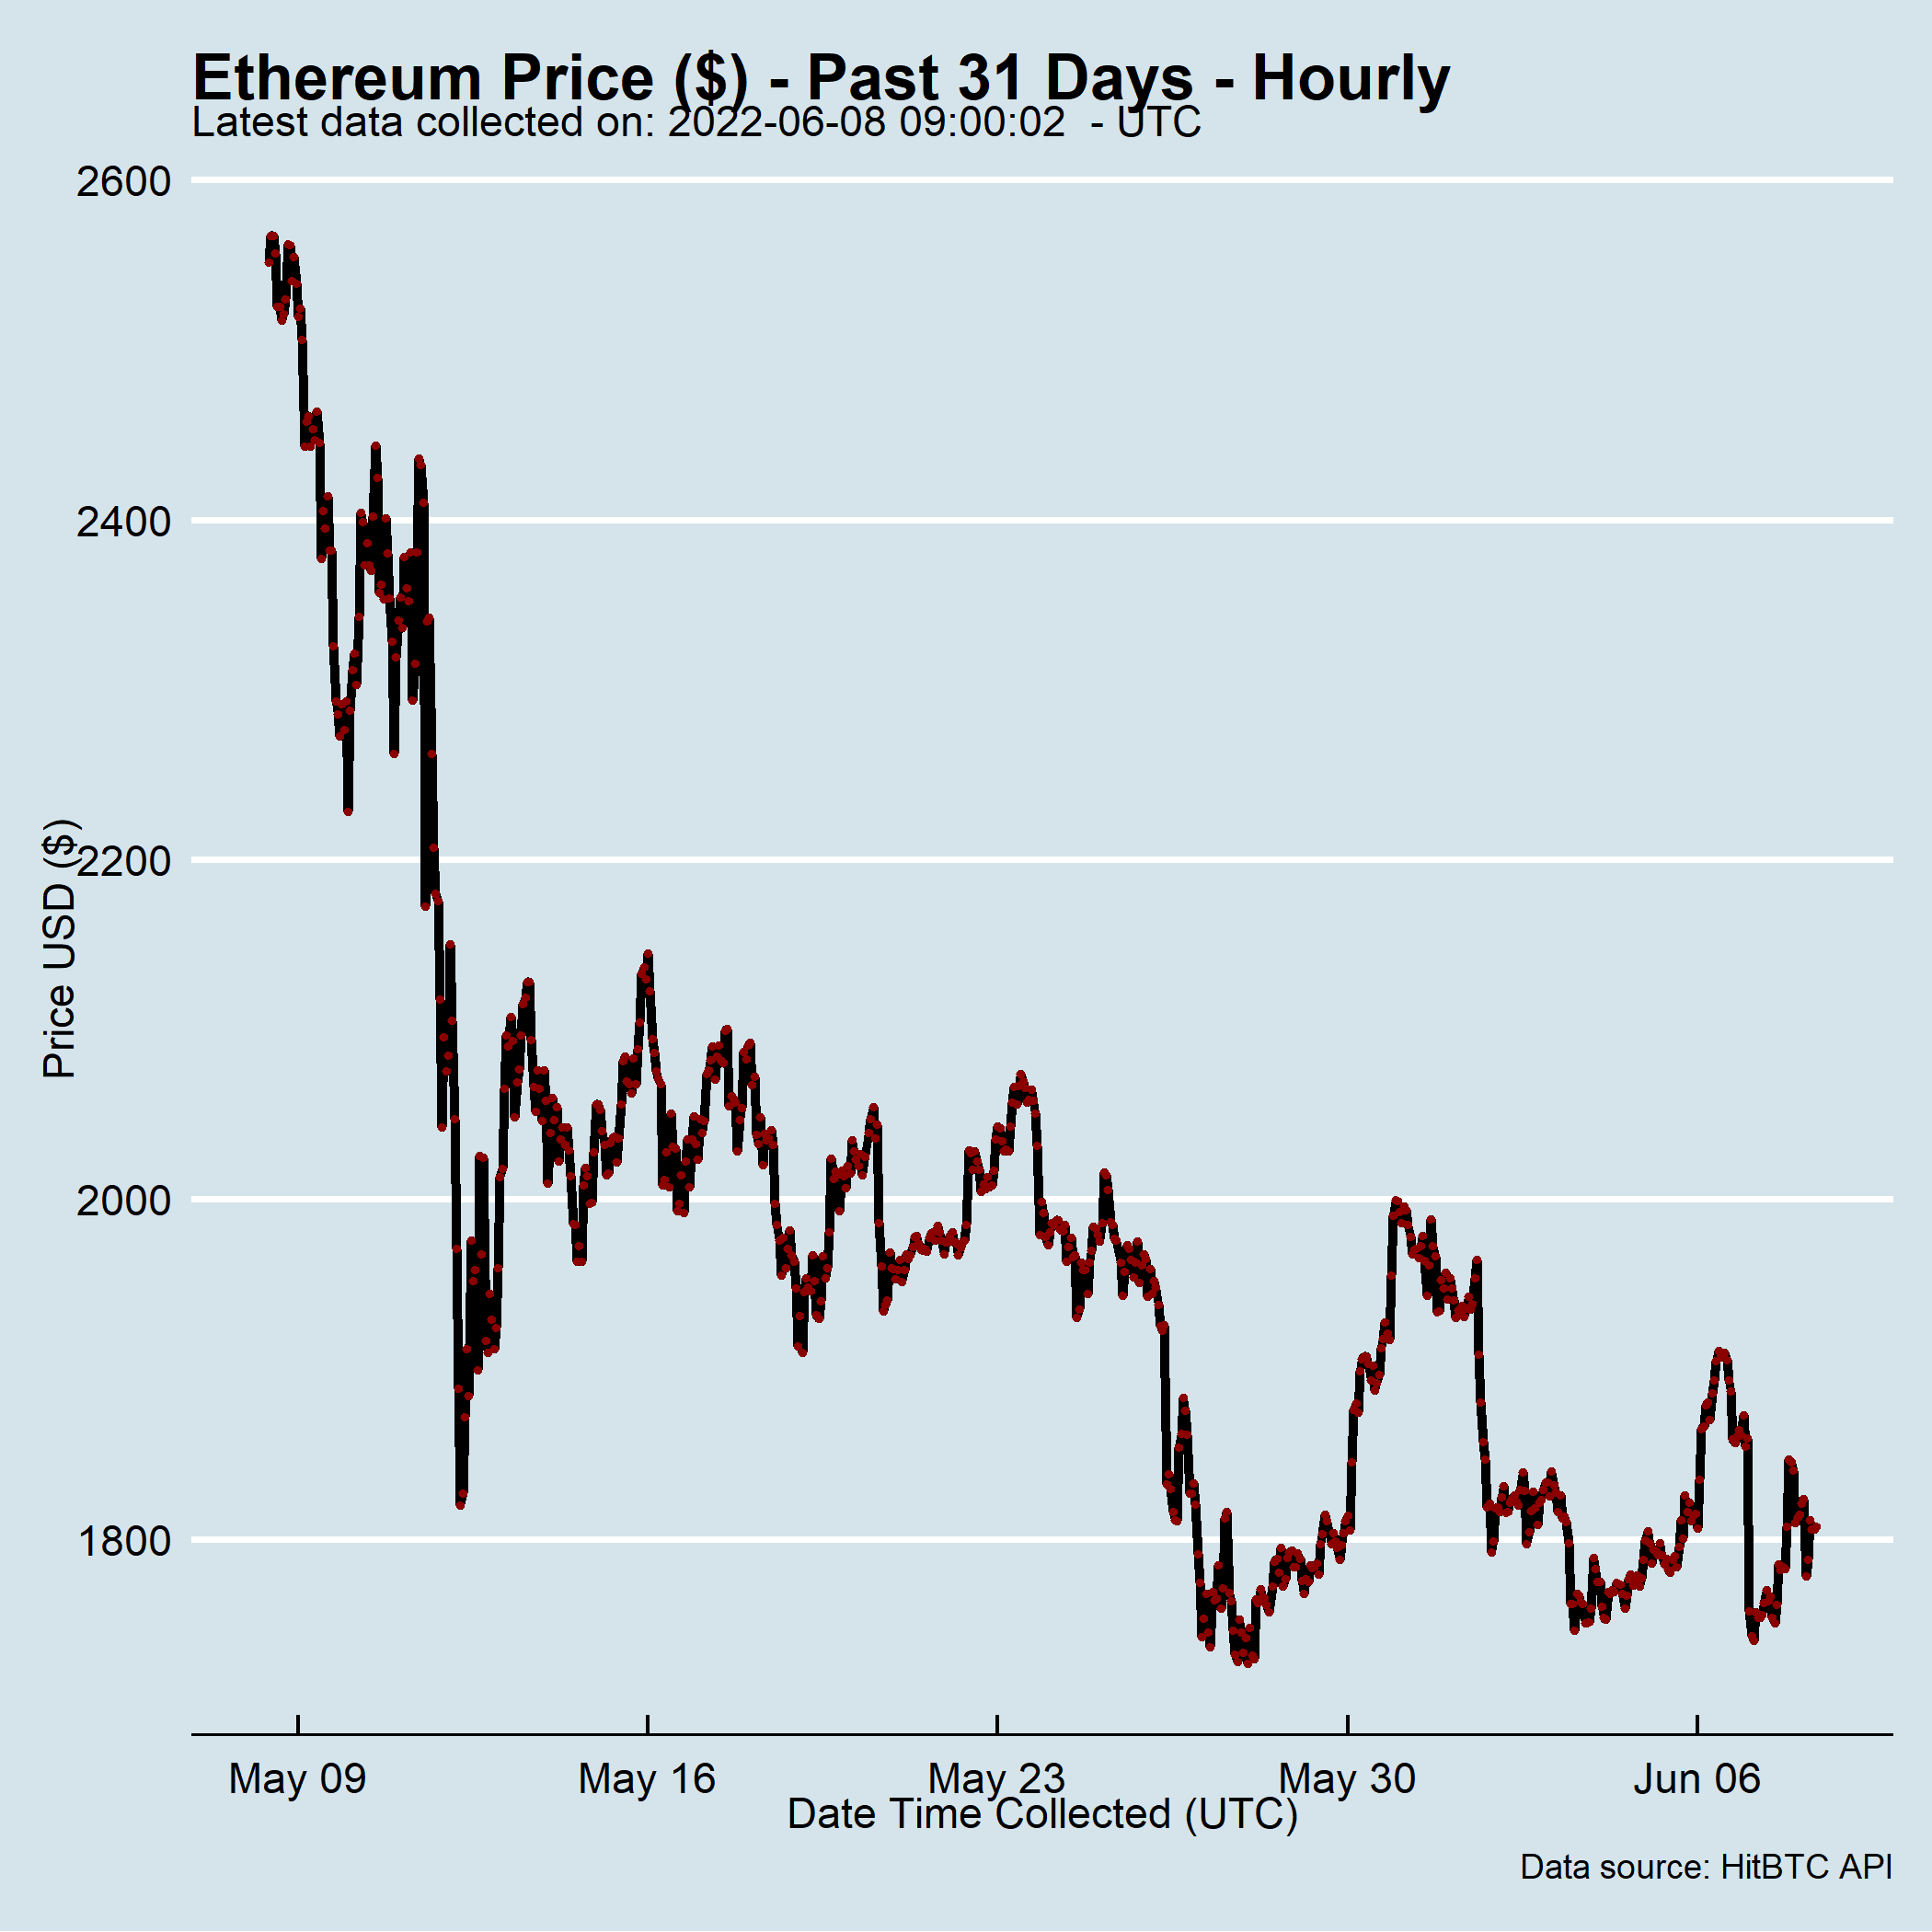 Ethereum Price ($) - Past 31 Days - Hourly
Latest data collected on: 2022-06-08 09:00:02  - UTC
2600
2400
2200
2000
1800
Price USD ($)
May 09
May 16
May 23
May 30
Jun 06
Date Time Collected (UTC)
Data source: HitBTC API